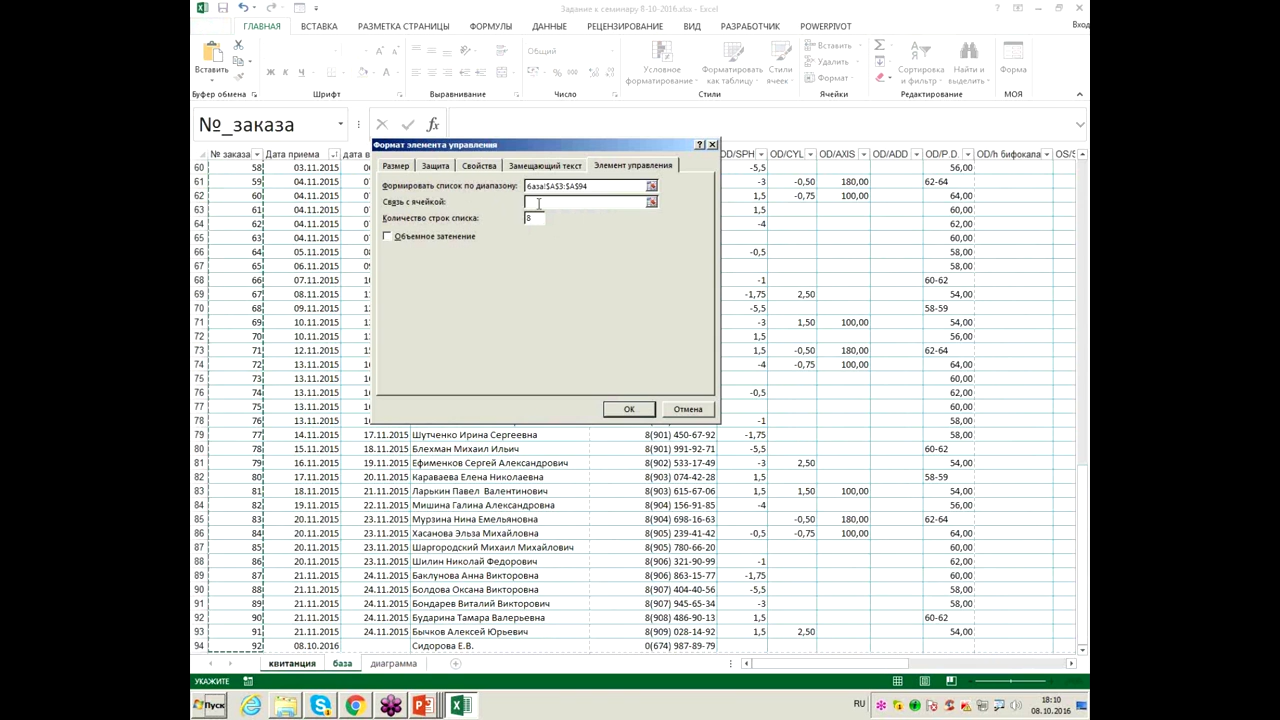 Задание к семинару 8-10-2016.xlsx - Excel
ГЛАВНАЯ ВСТАВКА РАЗМЕТКА СТРАНИЦЫ ФОРМУЛЫ ДАННЫЕ РЕЦЕНЗИРОВАНИЕ ВИД РАЗРАБОТЧИК POWERPIVOT Вход
Общий
Вставить
Ж К Ч
Условное форматирование
Форматировать как таблицу
Стили ячеек
Вставить
Удалить
Формат
Сортировка и фильтр
Найти и выделить
Форма
Буфер обмена Шрифт Выравнивание Число Стили Ячейки Редактирование МОЯ
№_заказа
fx
Формат элемента управления
Размер Защита Свойства Замещающий текст Элемент управления
Формировать список по диапазону: база!$A$3:$A$94
Связь с ячейкой:
Количество строк списка: 8
Объемное затенение
ОК Отмена
№ заказа Дата приема дата в OD/SPH OD/CYL OD/AXIS OD/ADD OD/P.D. OD/h бифокала OS/S
60 58 03.11.2015 -5,5
61 59 03.11.2015 -3 -0,50 180,00 62-64
62 60 03.11.2015 1,5 -0,75 100,00 64,00
63 61 03.11.2015 1,5 60,00
64 62 03.11.2015 -4 62,00
65 63 03.11.2015 60,00
66 64 05.11.2015 08 -0,5 58,00
67 65 06.11.2015 09 58,00
68 66 07.11.2015 10 -1 60-62
69 67 08.11.2015 11 -1,75 2,50 54,00
70 68 09.11.2015 12 -5,5 58-59
71 69 10.11.2015 13 -3 1,50 100,00 54,00
72 70 10.11.2015 13 1,5 56,00
73 71 12.11.2015 15 1,5 -0,50 180,00 62-64
74 72 13.11.2015 16 -4 -0,75 100,00 64,00
75 73 13.11.2015 16 60,00
76 74 13.11.2015 16 -0,5 62,00
77 75 13.11.2015 16 60,00
78 76 13.11.2015 16 -1 58,00
79 77 14.11.2015 17.11.2015 Шутченко Ирина Сергеевна 8(901) 450-67-92 -1,75 58,00
80 78 15.11.2015 18.11.2015 Блехман Михаил Ильич 8(901) 991-92-71 -5,5 60-62
81 79 16.11.2015 19.11.2015 Ефименков Сергей Александрович 8(902) 533-17-49 -3 2,50 54,00
82 80 17.11.2015 20.11.2015 Караваева Елена Николаевна 8(903) 074-42-28 1,5 58-59
83 81 18.11.2015 21.11.2015 Ларькин Павел Валентинович 8(903) 615-67-06 1,5 1,50 100,00 54,00
84 82 19.11.2015 22.11.2015 Мишина Галина Александровна 8(904) 156-91-85 -4 56,00
85 83 20.11.2015 23.11.2015 Мурзина Нина Емельяновна 8(904) 698-16-63 -0,50 180,00 62-64
86 84 20.11.2015 23.11.2015 Хасанова Эльза Михайловна 8(905) 239-41-42 -0,5 -0,75 100,00 64,00
87 85 20.11.2015 23.11.2015 Шаргородский Михаил Михайлович 8(905) 780-66-20 60,00
88 86 20.11.2015 23.11.2015 Шилин Николай Федорович 8(906) 321-90-99 -1 62,00
89 87 21.11.2015 24.11.2015 Баклунова Анна Викторовна 8(906) 863-15-77 -1,75 60,00
90 88 21.11.2015 24.11.2015 Болдова Оксана Викторовна 8(907) 404-40-56 -5,5 58,00
91 89 21.11.2015 24.11.2015 Бондарев Виталий Викторович 8(907) 945-65-34 -3 58,00
92 90 21.11.2015 24.11.2015 Бударина Тамара Валерьевна 8(908) 486-90-13 1,5 60-62
93 91 21.11.2015 24.11.2015 Бычков Алексей Юрьевич 8(909) 028-14-92 1,5 2,50 54,00
94 92 08.10.2016 Сидорова Е.В. 0(674) 987-89-79
квитанция база диаграмма
УКАЖИТЕ
Пуск
RU
18:10
08.10.2016